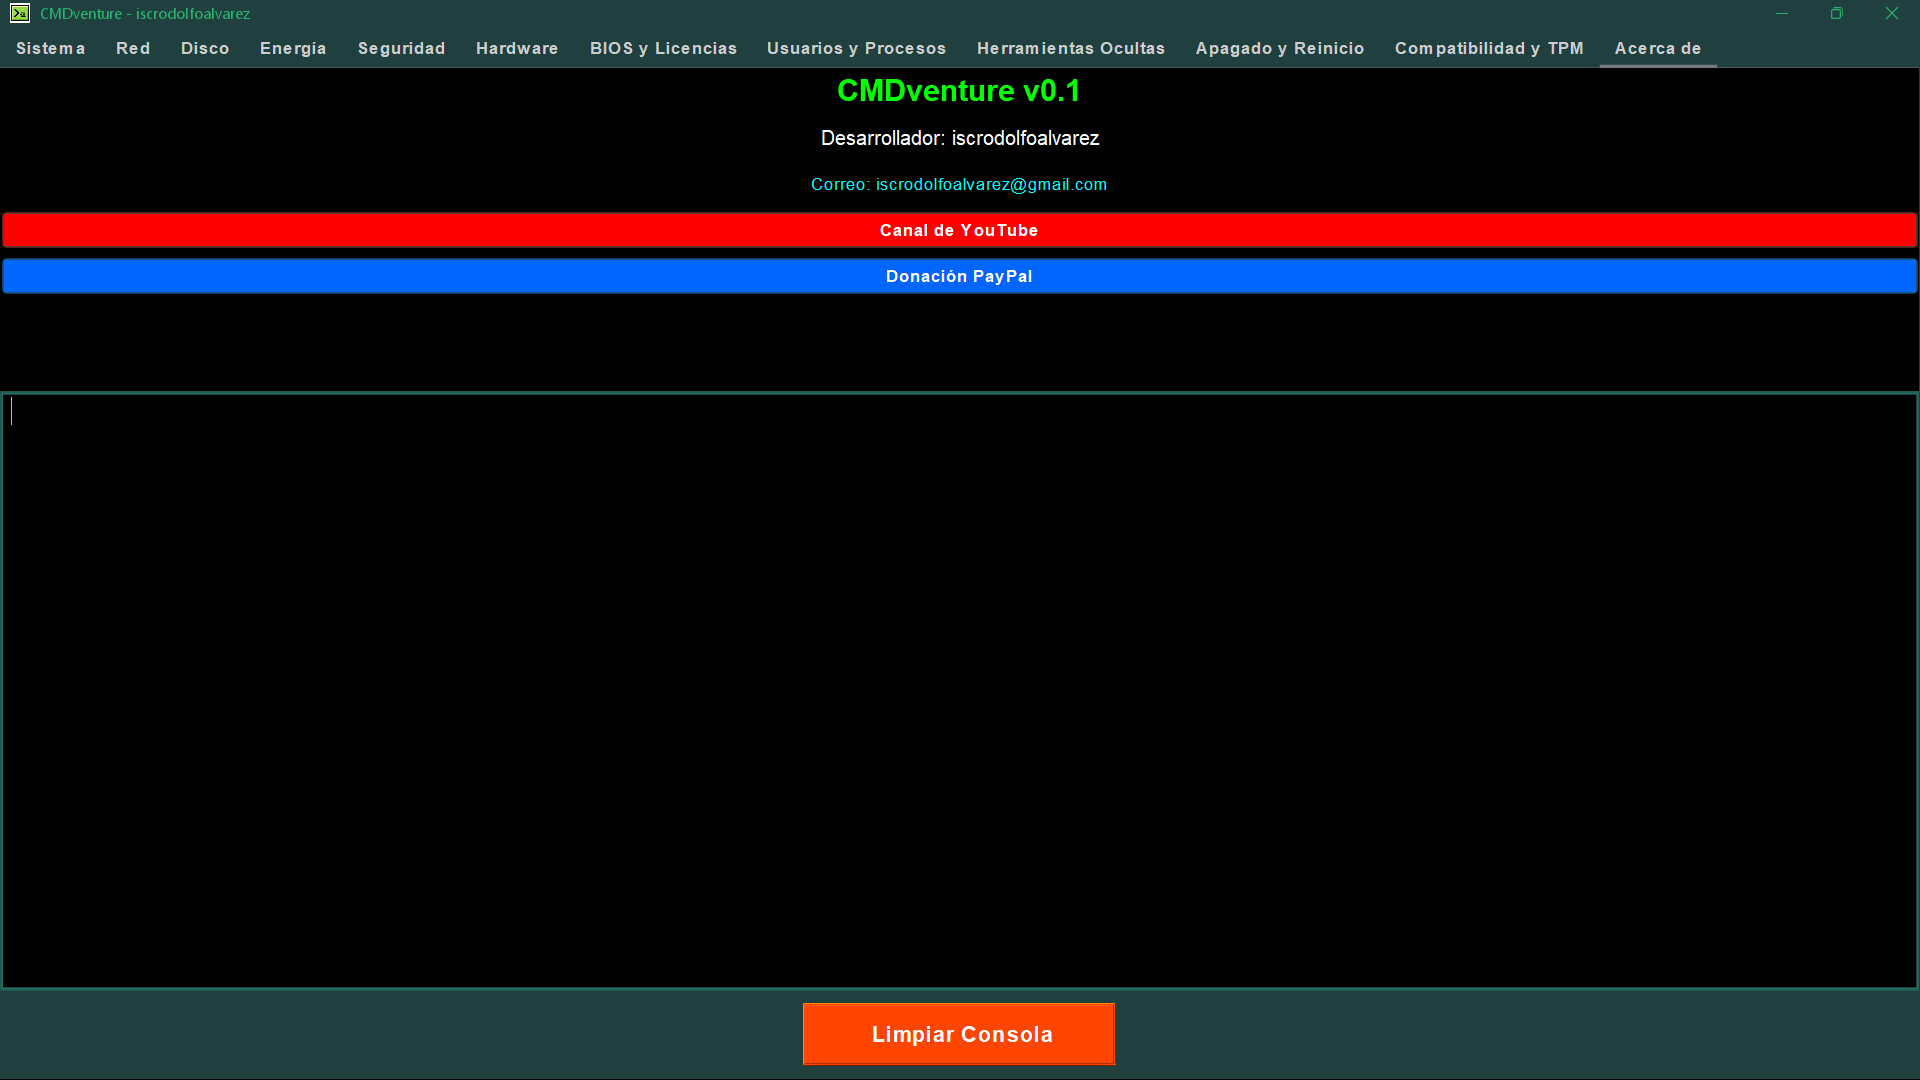 CMDventure - iscrodolfoalvarez
Sistema Red Disco Energía Seguridad Hardware BIOS y Licencias Usuarios y Procesos Herramientas Ocultas Apagado y Reinicio Compatibilidad y TPM Acerca de
CMDventure v0.1
Desarrollador: iscrodolfoalvarez
Correo: iscrodolfoalvarez@gmail.com
Canal de YouTube
Donación PayPal
Limpiar Consola